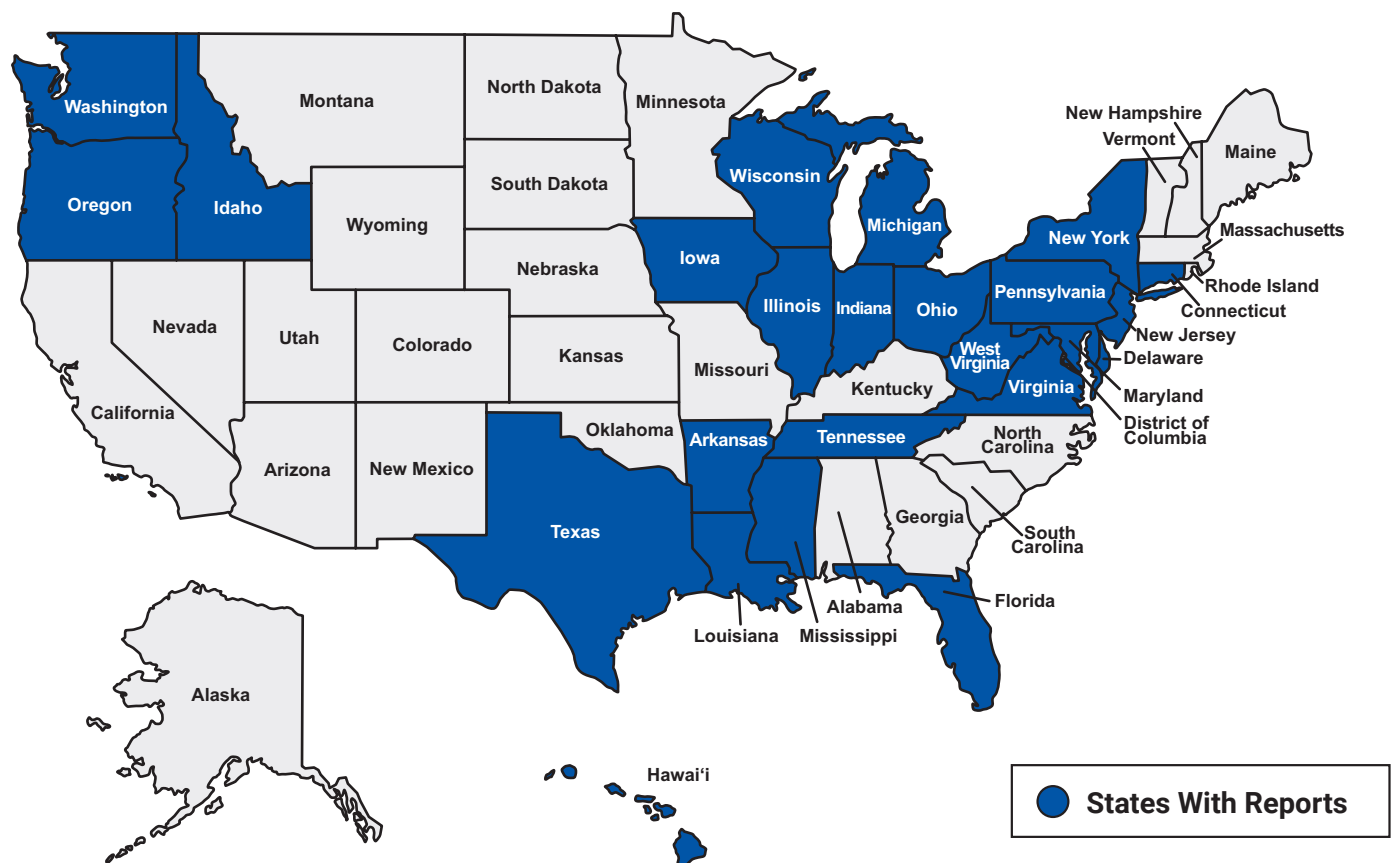 Washington
Montana
North Dakota
Minnesota
New Hampshire
Vermont
Maine
Oregon
Idaho
Wyoming
South Dakota
Wisconsin
Michigan
New York
Massachusetts
Nebraska
Iowa
Illinois
Indiana
Ohio
Pennsylvania
Rhode Island
Connecticut
New Jersey
Delaware
Maryland
District of
Columbia
Nevada
Utah
Colorado
Kansas
Missouri
Kentucky
West
Virginia
Virginia
California
Arizona
New Mexico
Oklahoma
Arkansas
Tennessee
North
Carolina
Texas
Georgia
South
Carolina
Louisiana
Mississippi
Alabama
Florida
Alaska
Hawai‘i
States With Reports